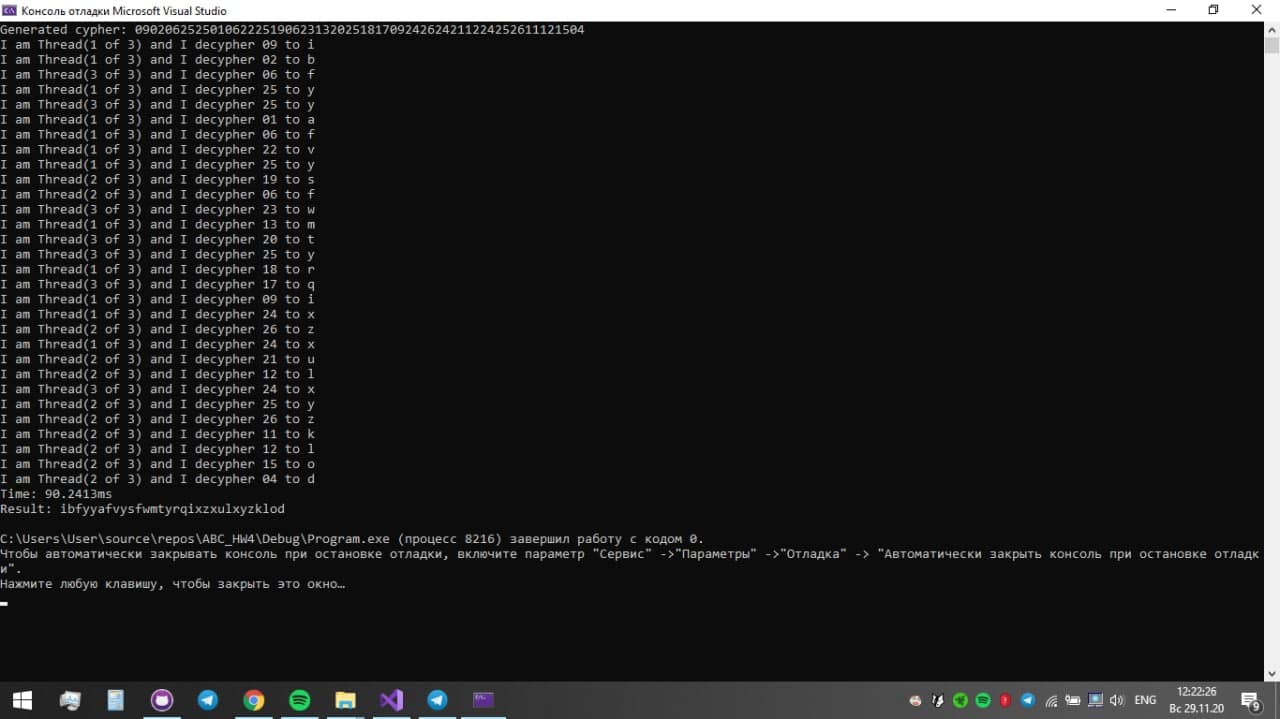 Консоль отладки Microsoft Visual Studio
Generated cypher: 090206252501062225190623132025181709242624211224252611121504
I am Thread(1 of 3) and I decypher 09 to i
I am Thread(1 of 3) and I decypher 02 to b
I am Thread(3 of 3) and I decypher 06 to f
I am Thread(1 of 3) and I decypher 25 to y
I am Thread(3 of 3) and I decypher 25 to y
I am Thread(1 of 3) and I decypher 01 to a
I am Thread(1 of 3) and I decypher 06 to f
I am Thread(1 of 3) and I decypher 22 to v
I am Thread(1 of 3) and I decypher 25 to y
I am Thread(2 of 3) and I decypher 19 to s
I am Thread(2 of 3) and I decypher 06 to f
I am Thread(3 of 3) and I decypher 23 to w
I am Thread(1 of 3) and I decypher 13 to m
I am Thread(3 of 3) and I decypher 20 to t
I am Thread(3 of 3) and I decypher 25 to y
I am Thread(1 of 3) and I decypher 18 to r
I am Thread(3 of 3) and I decypher 17 to q
I am Thread(1 of 3) and I decypher 09 to i
I am Thread(1 of 3) and I decypher 24 to x
I am Thread(2 of 3) and I decypher 26 to z
I am Thread(1 of 3) and I decypher 24 to x
I am Thread(2 of 3) and I decypher 21 to u
I am Thread(2 of 3) and I decypher 12 to l
I am Thread(3 of 3) and I decypher 24 to x
I am Thread(2 of 3) and I decypher 25 to y
I am Thread(2 of 3) and I decypher 26 to z
I am Thread(2 of 3) and I decypher 11 to k
I am Thread(2 of 3) and I decypher 12 to l
I am Thread(2 of 3) and I decypher 15 to o
I am Thread(2 of 3) and I decypher 04 to d
Time: 90.2413ms
Result: ibfyyafvysfwmtyrqixzxulxyzklod
C:\Users\User\source\repos\ABC_HW4\Debug\Program.exe (процесс 8216) завершил работу с кодом 0.
Чтобы автоматически закрывать консоль при остановке отладки, включите параметр "Сервис" ->"Параметры" ->"Отладка" -> "Автоматически закрыть консоль при остановке отладк
и".
Нажмите любую клавишу, чтобы закрыть это окно…
ENG
12:22:26
Вс 29.11.20
9